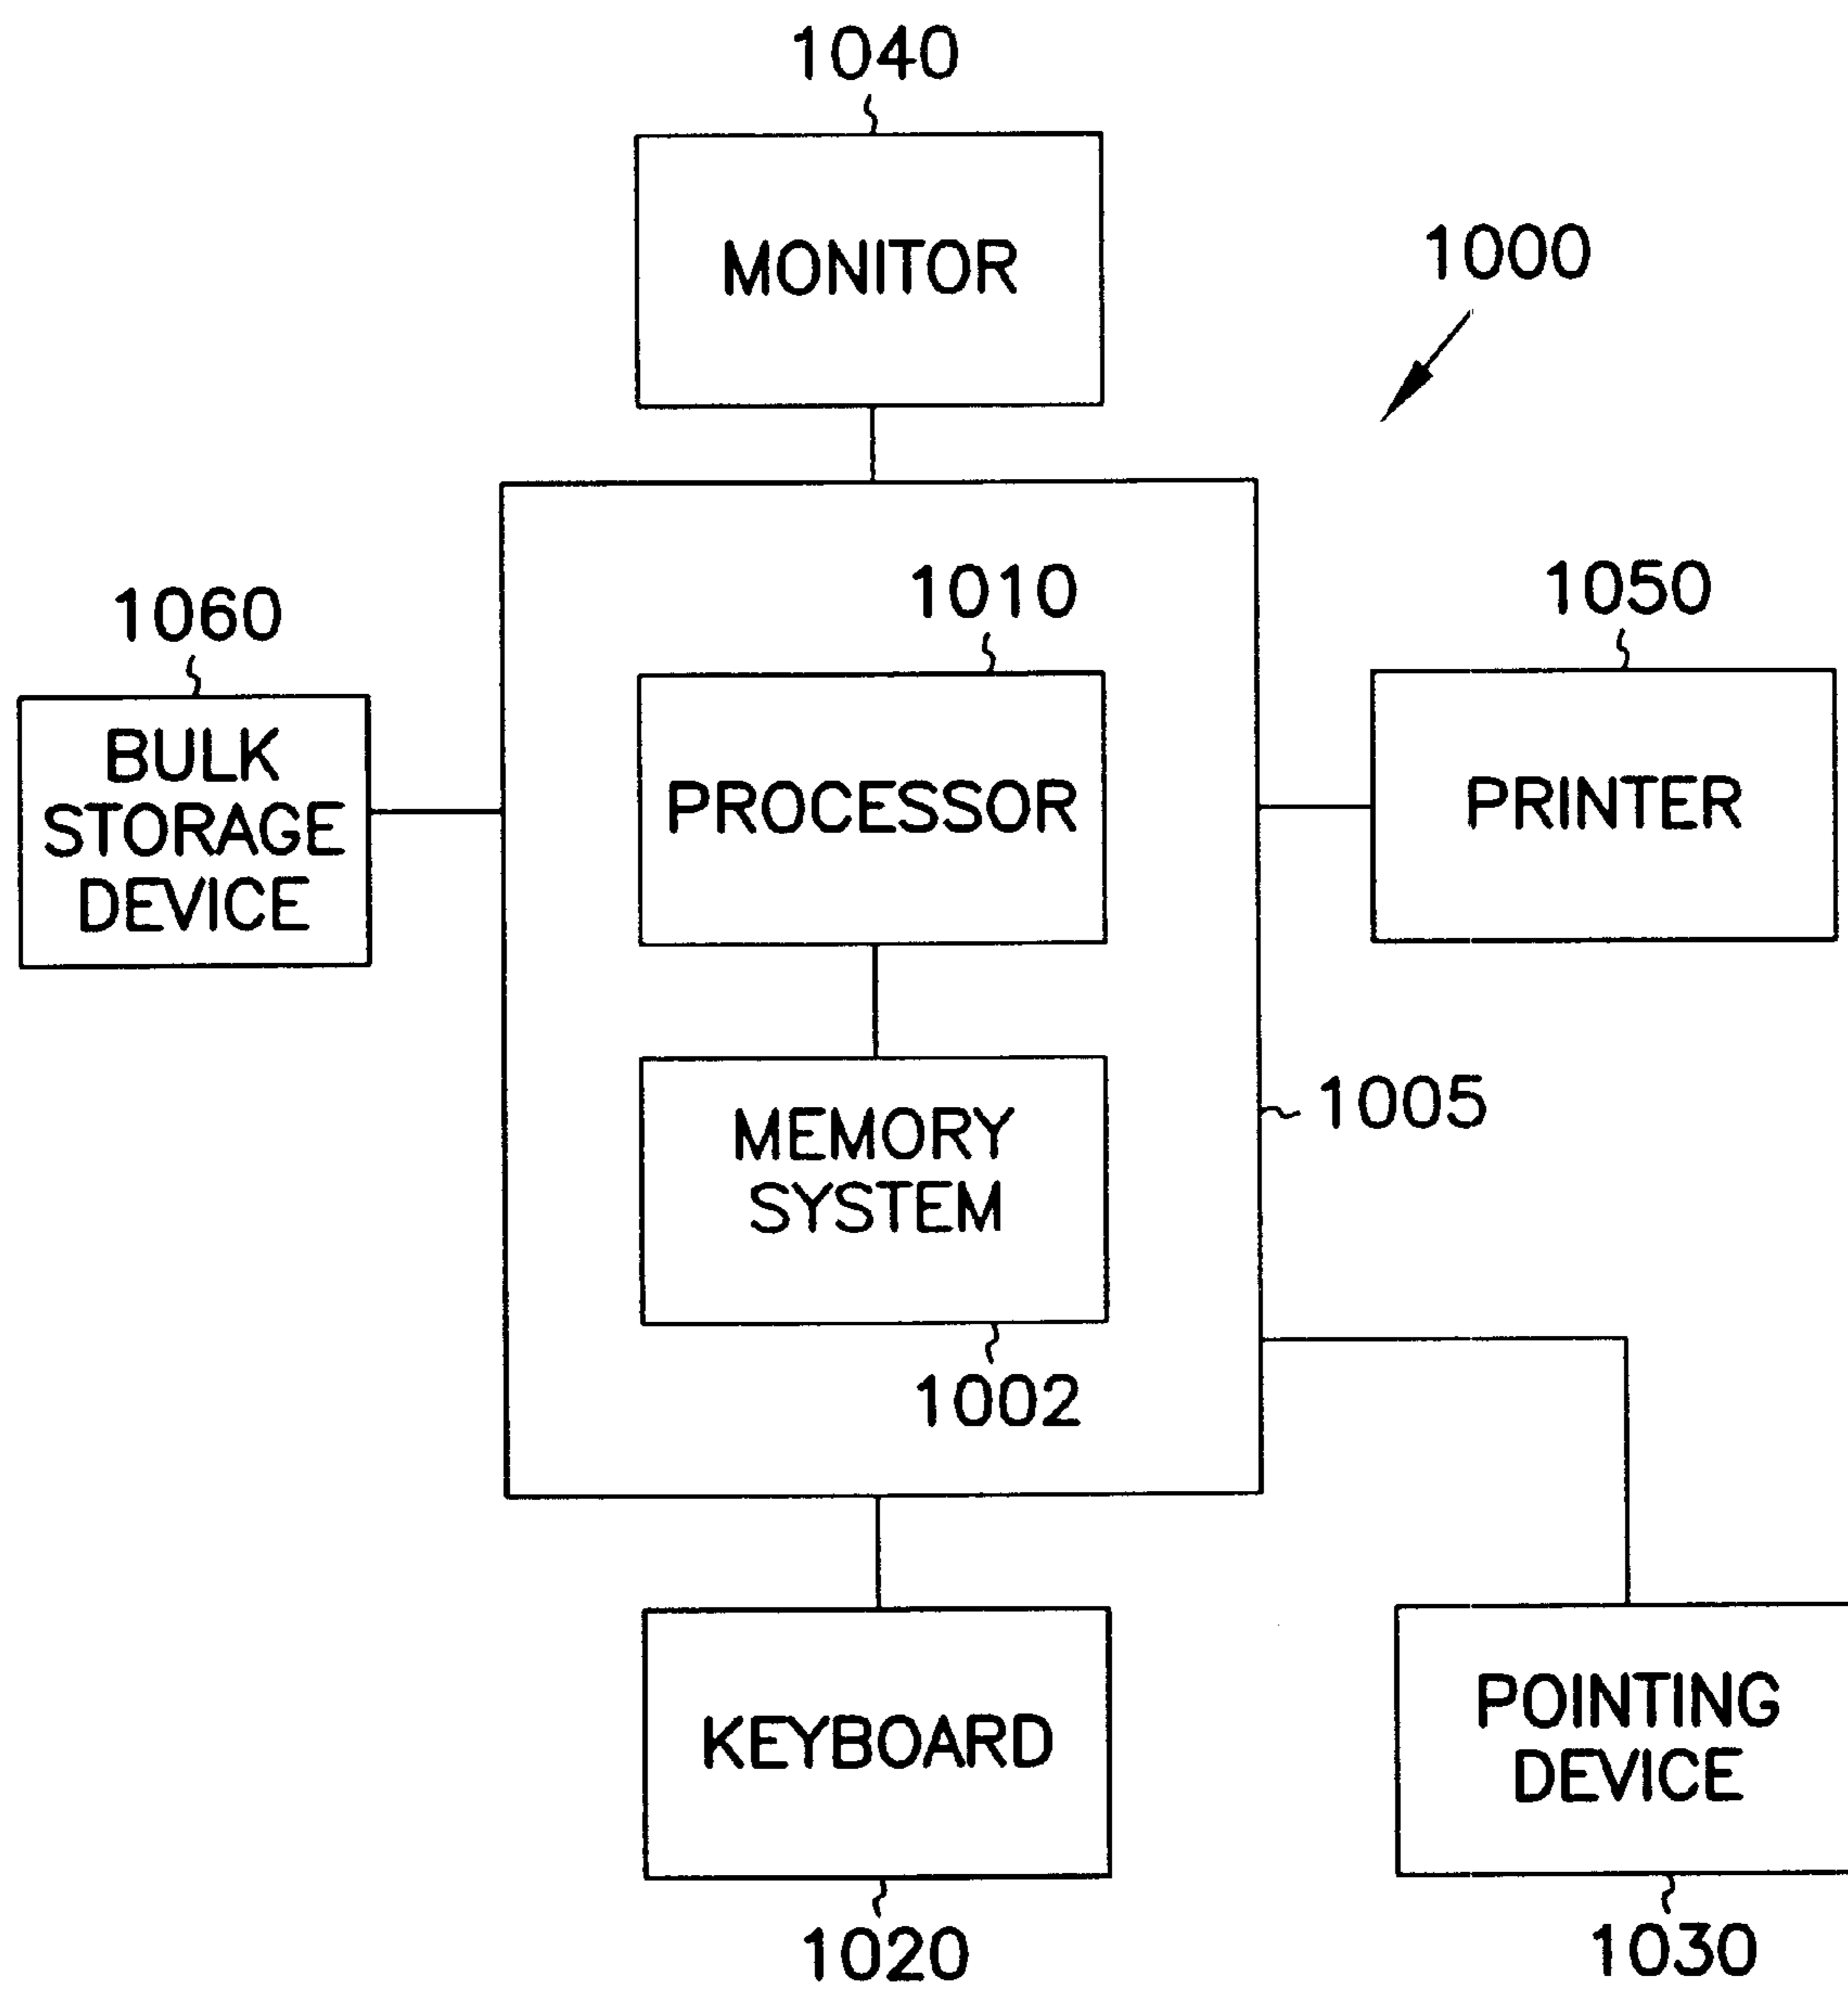 1040
MONITOR
1000
1060
BULK
STORAGE
DEVICE
1010
PROCESSOR
1050
PRINTER
MEMORY
SYSTEM
1005
1002
KEYBOARD
1020
POINTING
DEVICE
1030